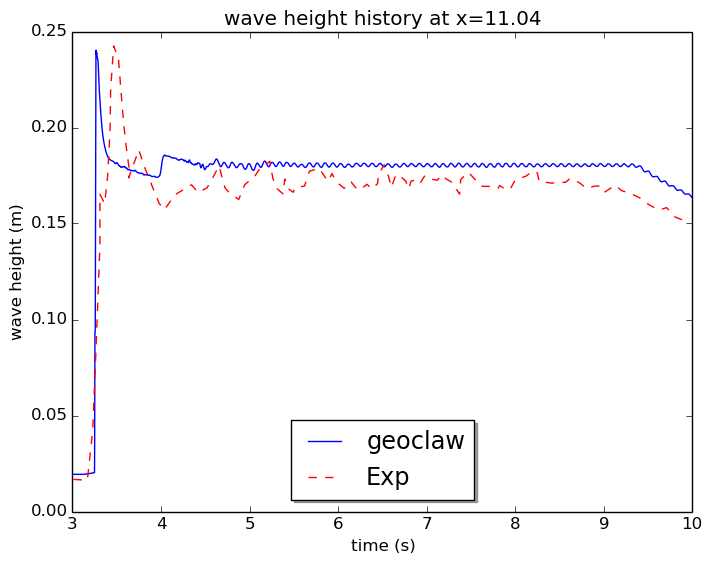 wave height history at x=11.04
0.25
0.20
0.15
0.10
0.05
0.00
wave height (m)
geoclaw
Exp
3 4 5 6 7 8 9 10
time (s)